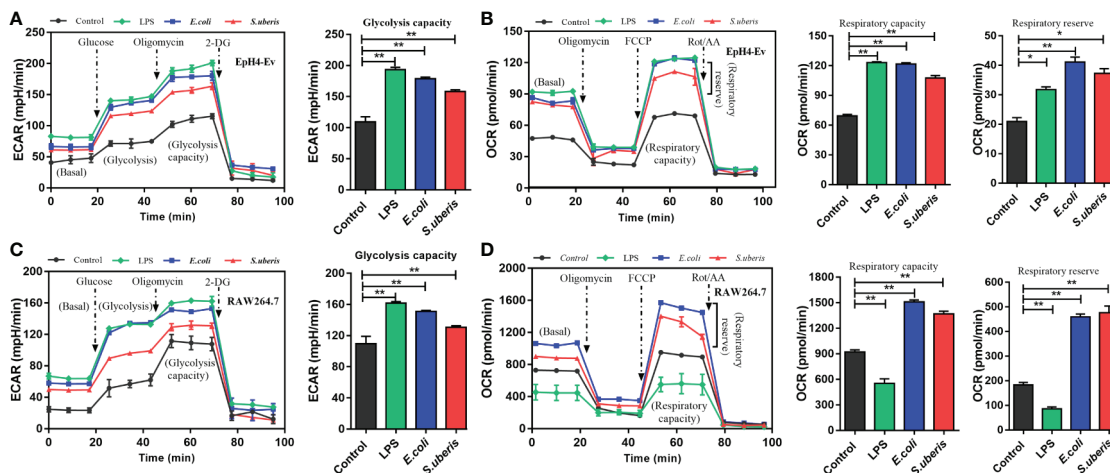 A
Control LPS E.coli S.uberis
Glucose Oligomycin 2-DG
EpH4-Ev
(Basal)
(Glycolysis)
(Glycolysis capacity)
ECAR (mpH/min)
250
200
150
100
50
0
0 20 40 60 80 100
Time (min)
Glycolysis capacity
**
**
**
ECAR (mpH/min)
250
200
150
100
50
0
Control LPS E.coli S.uberis
B
Control LPS E.coli S.uberis
Oligomycin FCCP Rot/AA
EpH4-Ev
(Basal)
(Respiratory reserve)
(Respiratory capacity)
OCR (pmol/min)
150
120
90
60
30
0
0 20 40 60 80 100
Time (min)
Respiratory capacity
**
**
**
OCR (pmol/min)
150
120
90
60
30
0
Control LPS E.coli S.uberis
Respiratory reserve
*
**
*
OCR (pmol/min)
50
40
30
20
10
0
Control LPS E.coli S.uberis
C
Control LPS E.coli S.uberis
Glucose Oligomycin 2-DG
RAW264.7
(Basal) (Glycolysis)
(Glycolysis capacity)
ECAR (mpH/min)
200
160
120
80
40
0
0 20 40 60 80 100
Time (min)
Glycolysis capacity
**
**
**
ECAR (mpH/min)
200
160
120
80
40
0
Control LPS E.coli S.uberis
D
Control LPS E.coli S.uberis
Oligomycin FCCP Rot/AA
RAW264.7
(Basal)
(Respiratory reserve)
(Respiratory capacity)
OCR (pmol/min)
1800
1500
1200
900
600
300
0
0 20 40 60 80 100
Time (min)
Respiratory capacity
**
**
**
OCR (pmol/min)
1800
1500
1200
900
600
300
0
Control LPS E.coli S.uberis
Respiratory reserve
**
**
**
OCR (pmol/min)
600
500
400
300
200
100
0
Control LPS E.coli S.uberis